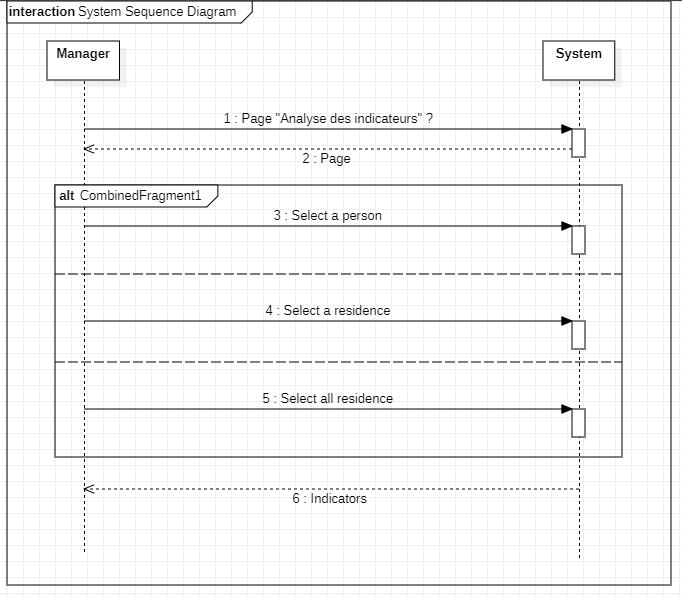 interaction System Sequence Diagram
Manager
System
1 : Page "Analyse des indicateurs" ?
2 : Page
alt CombinedFragment1
3 : Select a person
4 : Select a residence
5 : Select all residence
6 : Indicators